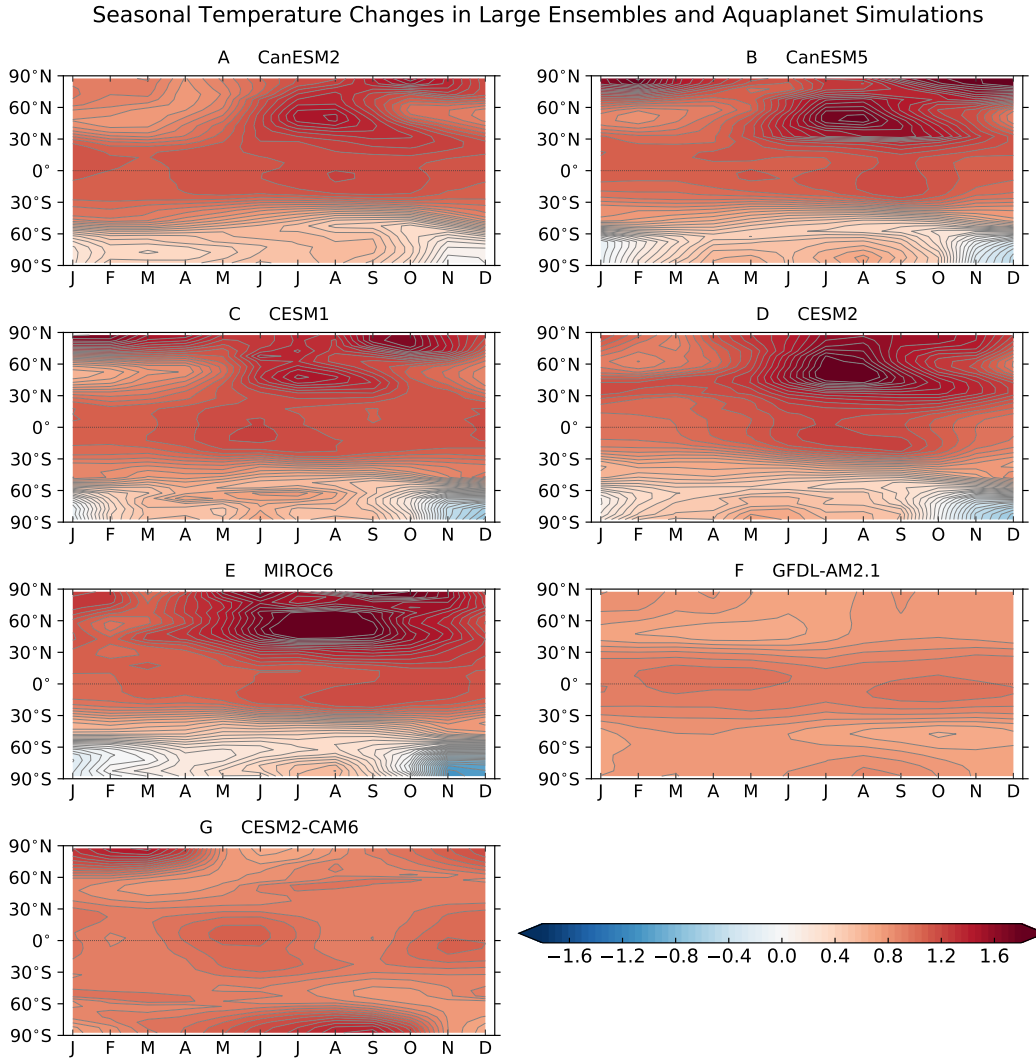 Seasonal Temperature Changes in Large Ensembles and Aquaplanet Simulations
A CanESM2
90°N
60°N
30°N
0°
30°S
60°S
90°S
J F M A M J J A S O N D
B CanESM5
90°N
60°N
30°N
0°
30°S
60°S
90°S
J F M A M J J A S O N D
C CESM1
90°N
60°N
30°N
0°
30°S
60°S
90°S
J F M A M J J A S O N D
D CESM2
90°N
60°N
30°N
0°
30°S
60°S
90°S
J F M A M J J A S O N D
E MIROC6
90°N
60°N
30°N
0°
30°S
60°S
90°S
J F M A M J J A S O N D
F GFDL-AM2.1
90°N
60°N
30°N
0°
30°S
60°S
90°S
J F M A M J J A S O N D
G CESM2-CAM6
90°N
60°N
30°N
0°
30°S
60°S
90°S
J F M A M J J A S O N D
−1.6 −1.2 −0.8 −0.4 0.0 0.4 0.8 1.2 1.6